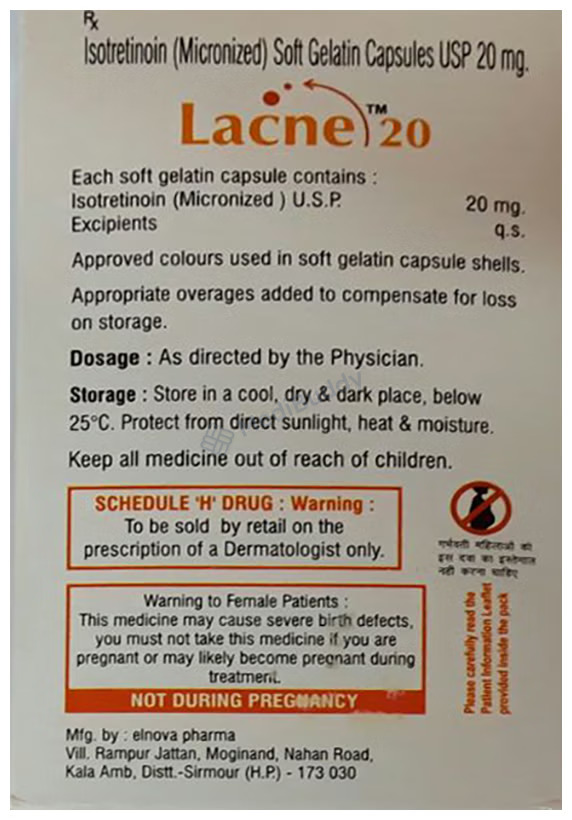 Rx
Isotretinoin (Micronized) Soft Gelatin Capsules USP 20 mg.
Lacne™ 20
Each soft gelatin capsule contains :
Isotretinoin (Micronized ) U.S.P. 20 mg.
Excipients q.s.
Approved colours used in soft gelatin capsule shells.
Appropriate overages added to compensate for loss
on storage.
Dosage : As directed by the Physician.
Storage : Store in a cool, dry & dark place, below
25°C. Protect from direct sunlight, heat & moisture.
MediBuddy
Keep all medicine out of reach of children.
SCHEDULE 'H' DRUG : Warning :
To be sold by retail on the
prescription of a Dermatologist only.
गर्भवती महिलाओं को
इस दवा का इस्तेमाल
नही करना चाहिए
Warning to Female Patients :
This medicine may cause severe birth defects,
you must not take this medicine if you are
pregnant or may likely become pregnant during
treatment.
NOT DURING PREGNANCY
Please carefully read the
Patient Information Leaflet
provided inside the pack
Mfg. by : elnova pharma
Vill. Rampur Jattan, Moginand, Nahan Road,
Kala Amb, Distt.-Sirmour (H.P.) - 173 030